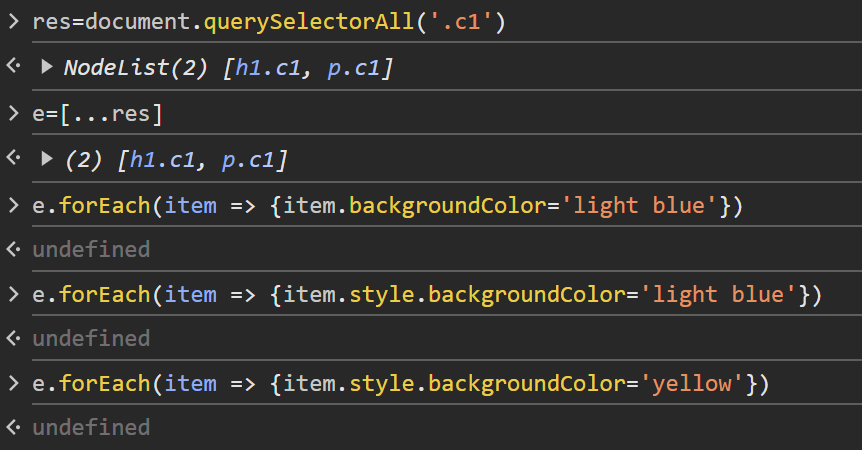 res=document.querySelectorAll('.c1')
NodeList(2) [h1.c1, p.c1]
e=[...res]
(2) [h1.c1, p.c1]
e.forEach(item => {item.backgroundColor='light blue'})
undefined
e.forEach(item => {item.style.backgroundColor='light blue'})
undefined
e.forEach(item => {item.style.backgroundColor='yellow'})
undefined